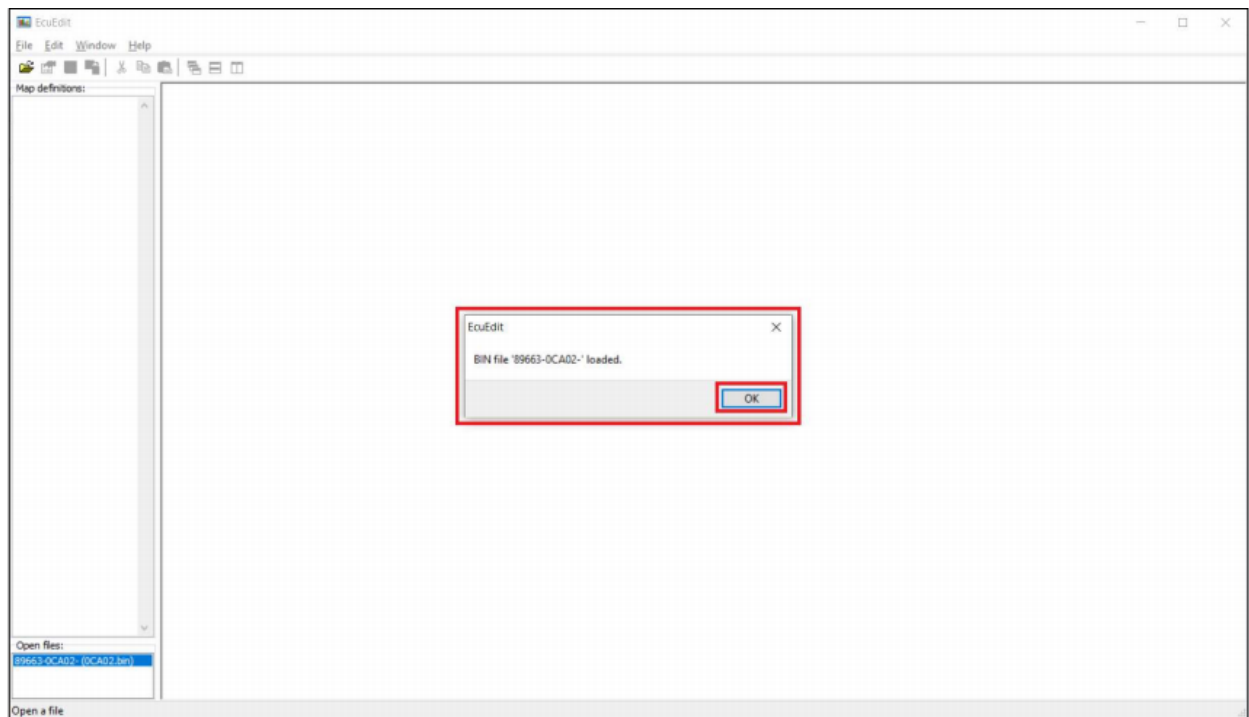 EcuEdit
File Edit Window Help
Map definitions:
EcuEdit
BIN file '89663-0CA02-' loaded.
OK
Open files:
89663-0CA02- (0CA02.bin)
Open a file